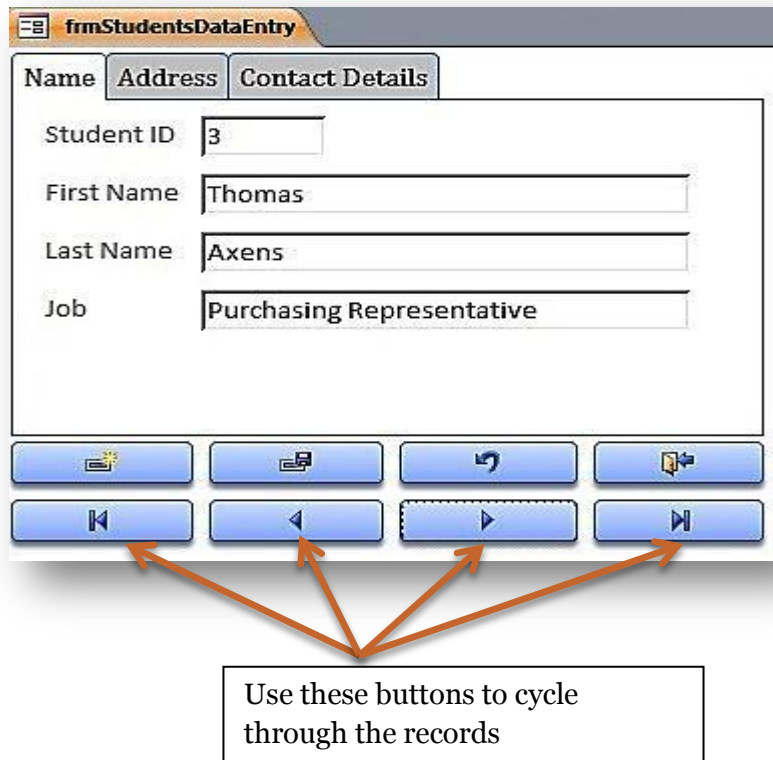 frmStudentsDataEntry
Name Address Contact Details
Student ID 3
First Name Thomas
Last Name Axens
Job Purchasing Representative
Use these buttons to cycle
through the records